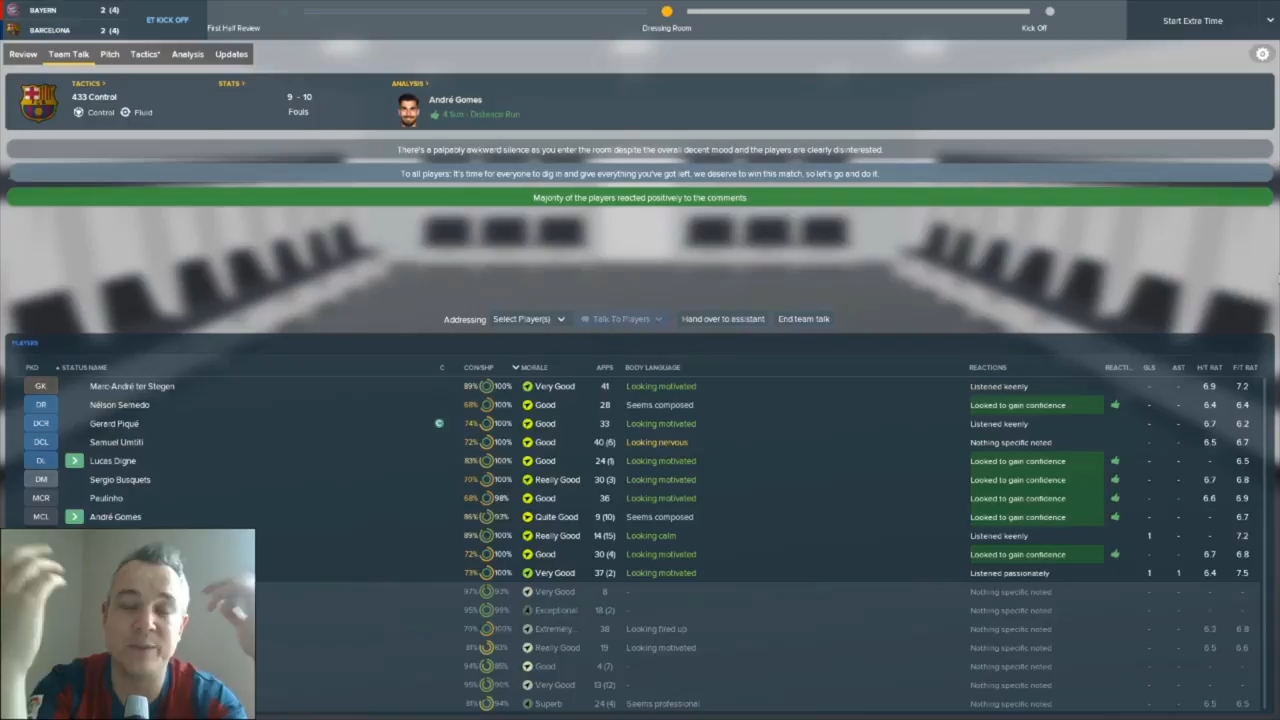 BAYERN 2 (4)
BARCELONA 2 (4)
ET KICK OFF
First Half Review
Dressing Room
Kick Off
Start Extra Time
Review Team Talk Pitch Tactics* Analysis Updates
TACTICS > STATS > ANALYSIS >
433 Control 9 - 10 André Gomes
Control Fluid Fouls 4.5km - Distance Run
There's a palpably awkward silence as you enter the room despite the overall decent mood and the players are clearly disinterested.
To all players: It's time for everyone to dig in and give everything you've got left, we deserve to win this match, so let's go and do it.
Majority of the players reacted positively to the comments
Addressing Select Player(s) Talk To Players Hand over to assistant End team talk
PLAYERS
PKD STATUS NAME C CON/SHP MORALE APPS BODY LANGUAGE REACTIONS REACTI... GLS AST H/T RAT F/T RAT
GK Marc-André ter Stegen 89% 100% Very Good 41 Looking motivated Listened keenly - - 6.9 7.2
DR Nélson Semedo 68% 100% Good 28 Seems composed Looked to gain confidence - - 6.4 6.4
DCR Gerard Piqué C 74% 100% Good 33 Looking motivated Listened keenly - - 6.7 6.2
DCL Samuel Umtiti 72% 100% Good 40 (6) Looking nervous Nothing specific noted - - 6.5 6.7
DL Lucas Digne 83% 100% Good 24 (1) Looking motivated Looked to gain confidence - - - 6.5
DM Sergio Busquets 70% 100% Really Good 30 (3) Looking motivated Looked to gain confidence - - 6.7 6.8
MCR Paulinho 68% 98% Good 36 Looking motivated Looked to gain confidence - - 6.6 6.9
MCL André Gomes 86% 93% Quite Good 9 (10) Seems composed Looked to gain confidence - - - 6.7
89% 100% Really Good 14 (15) Looking calm Listened keenly 1 - - 7.2
72% 100% Good 30 (4) Looking motivated Looked to gain confidence - - 6.7 6.8
73% 100% Very Good 37 (2) Looking motivated Listened passionately 1 1 6.4 7.5
97% 93% Very Good 8 - Nothing specific noted - - - -
95% 99% Exceptional 18 (2) - Nothing specific noted - - - -
70% 100% Extremely... 38 Looking fired up Nothing specific noted - - 6.3 6.8
81% Really Good 19 Looking motivated Nothing specific noted - - 6.5 6.6
94% Good 4 (7) - Nothing specific noted - - - -
95% 90% Very Good 13 (12) - Nothing specific noted - - - -
81% 94% Superb 24 (4) Seems professional Nothing specific noted - - 6.5 6.5